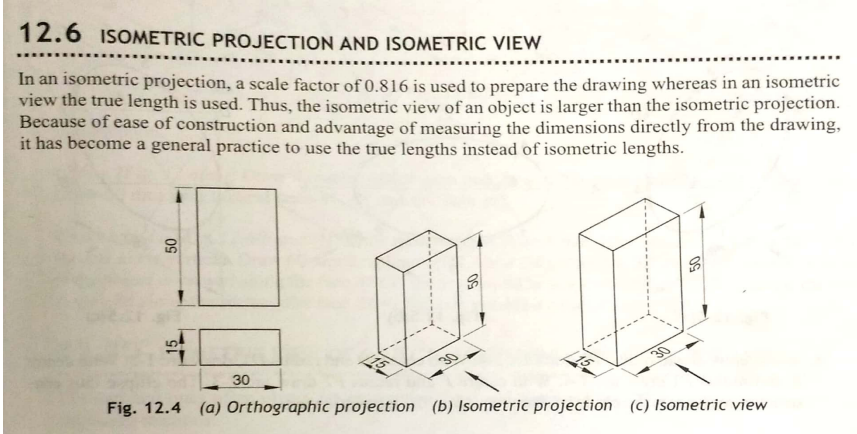 12.6 ISOMETRIC PROJECTION AND ISOMETRIC VIEW
In an isometric projection, a scale factor of 0.816 is used to prepare the drawing whereas in an isometric
view the true length is used. Thus, the isometric view of an object is larger than the isometric projection.
Because of ease of construction and advantage of measuring the dimensions directly from the drawing,
it has become a general practice to use the true lengths instead of isometric lengths.
50
15
30
50
15
30
50
15
30
Fig. 12.4 (a) Orthographic projection (b) Isometric projection (c) Isometric view